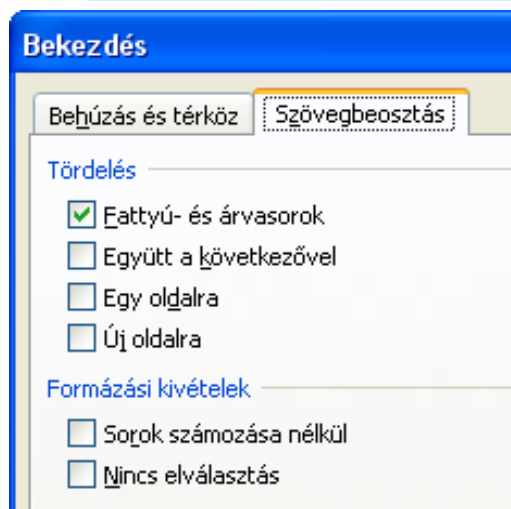 Bekezdés
Behúzás és térköz Szövegbeosztás
Tördelés
Fattyú- és árvasorok
Együtt a következővel
Egy oldalra
Új oldalra
Formázási kivételek
Sorok számozása nélkül
Nincs elválasztás